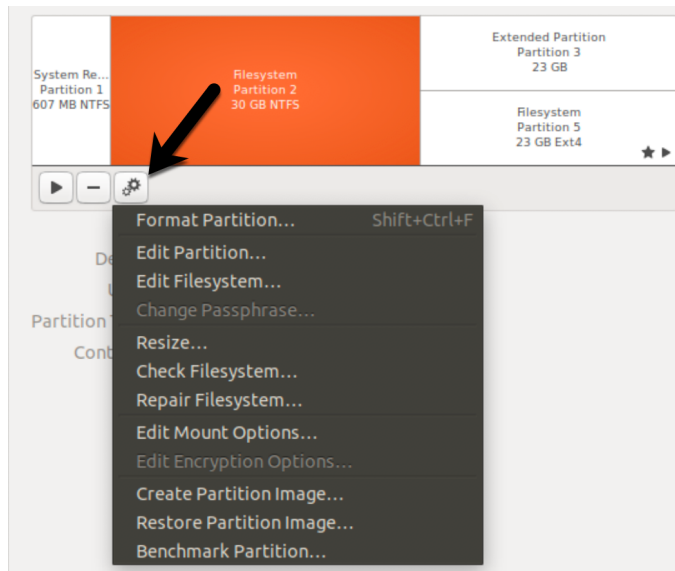 System Re...
Partition 1
607 MB NTFS
Filesystem
Partition 2
30 GB NTFS
Extended Partition
Partition 3
23 GB
Filesystem
Partition 5
23 GB Ext4
Format Partition... Shift+Ctrl+F
Edit Partition...
Edit Filesystem...
Change Passphrase...
Resize...
Check Filesystem...
Repair Filesystem...
Edit Mount Options...
Edit Encryption Options...
Create Partition Image...
Restore Partition Image...
Benchmark Partition...
De
Partition
Cont